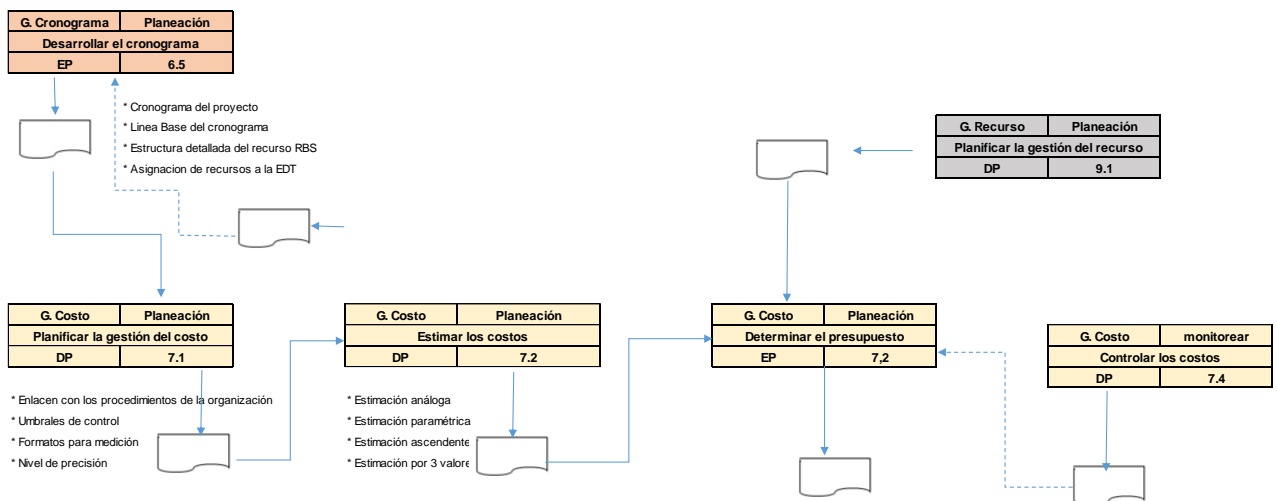 G. Cronograma Planeación
Desarrollar el cronograma
EP 6.5
* Cronograma del proyecto
* Linea Base del cronograma
* Estructura detallada del recurso RBS
* Asignacion de recursos a la EDT
G. Recurso Planeación
Planificar la gestión del recurso
DP 9.1
G. Costo Planeación
Planificar la gestión del costo
DP 7.1
* Enlacen con los procedimientos de la organización
* Umbrales de control
* Formatos para medición
* Nivel de precisión
G. Costo Planeación
Estimar los costos
DP 7.2
* Estimación análoga
* Estimación paramétrica
* Estimación ascendente
* Estimación por 3 valore
G. Costo Planeación
Determinar el presupuesto
EP 7,2
G. Costo monitorear
Controlar los costos
DP 7.4